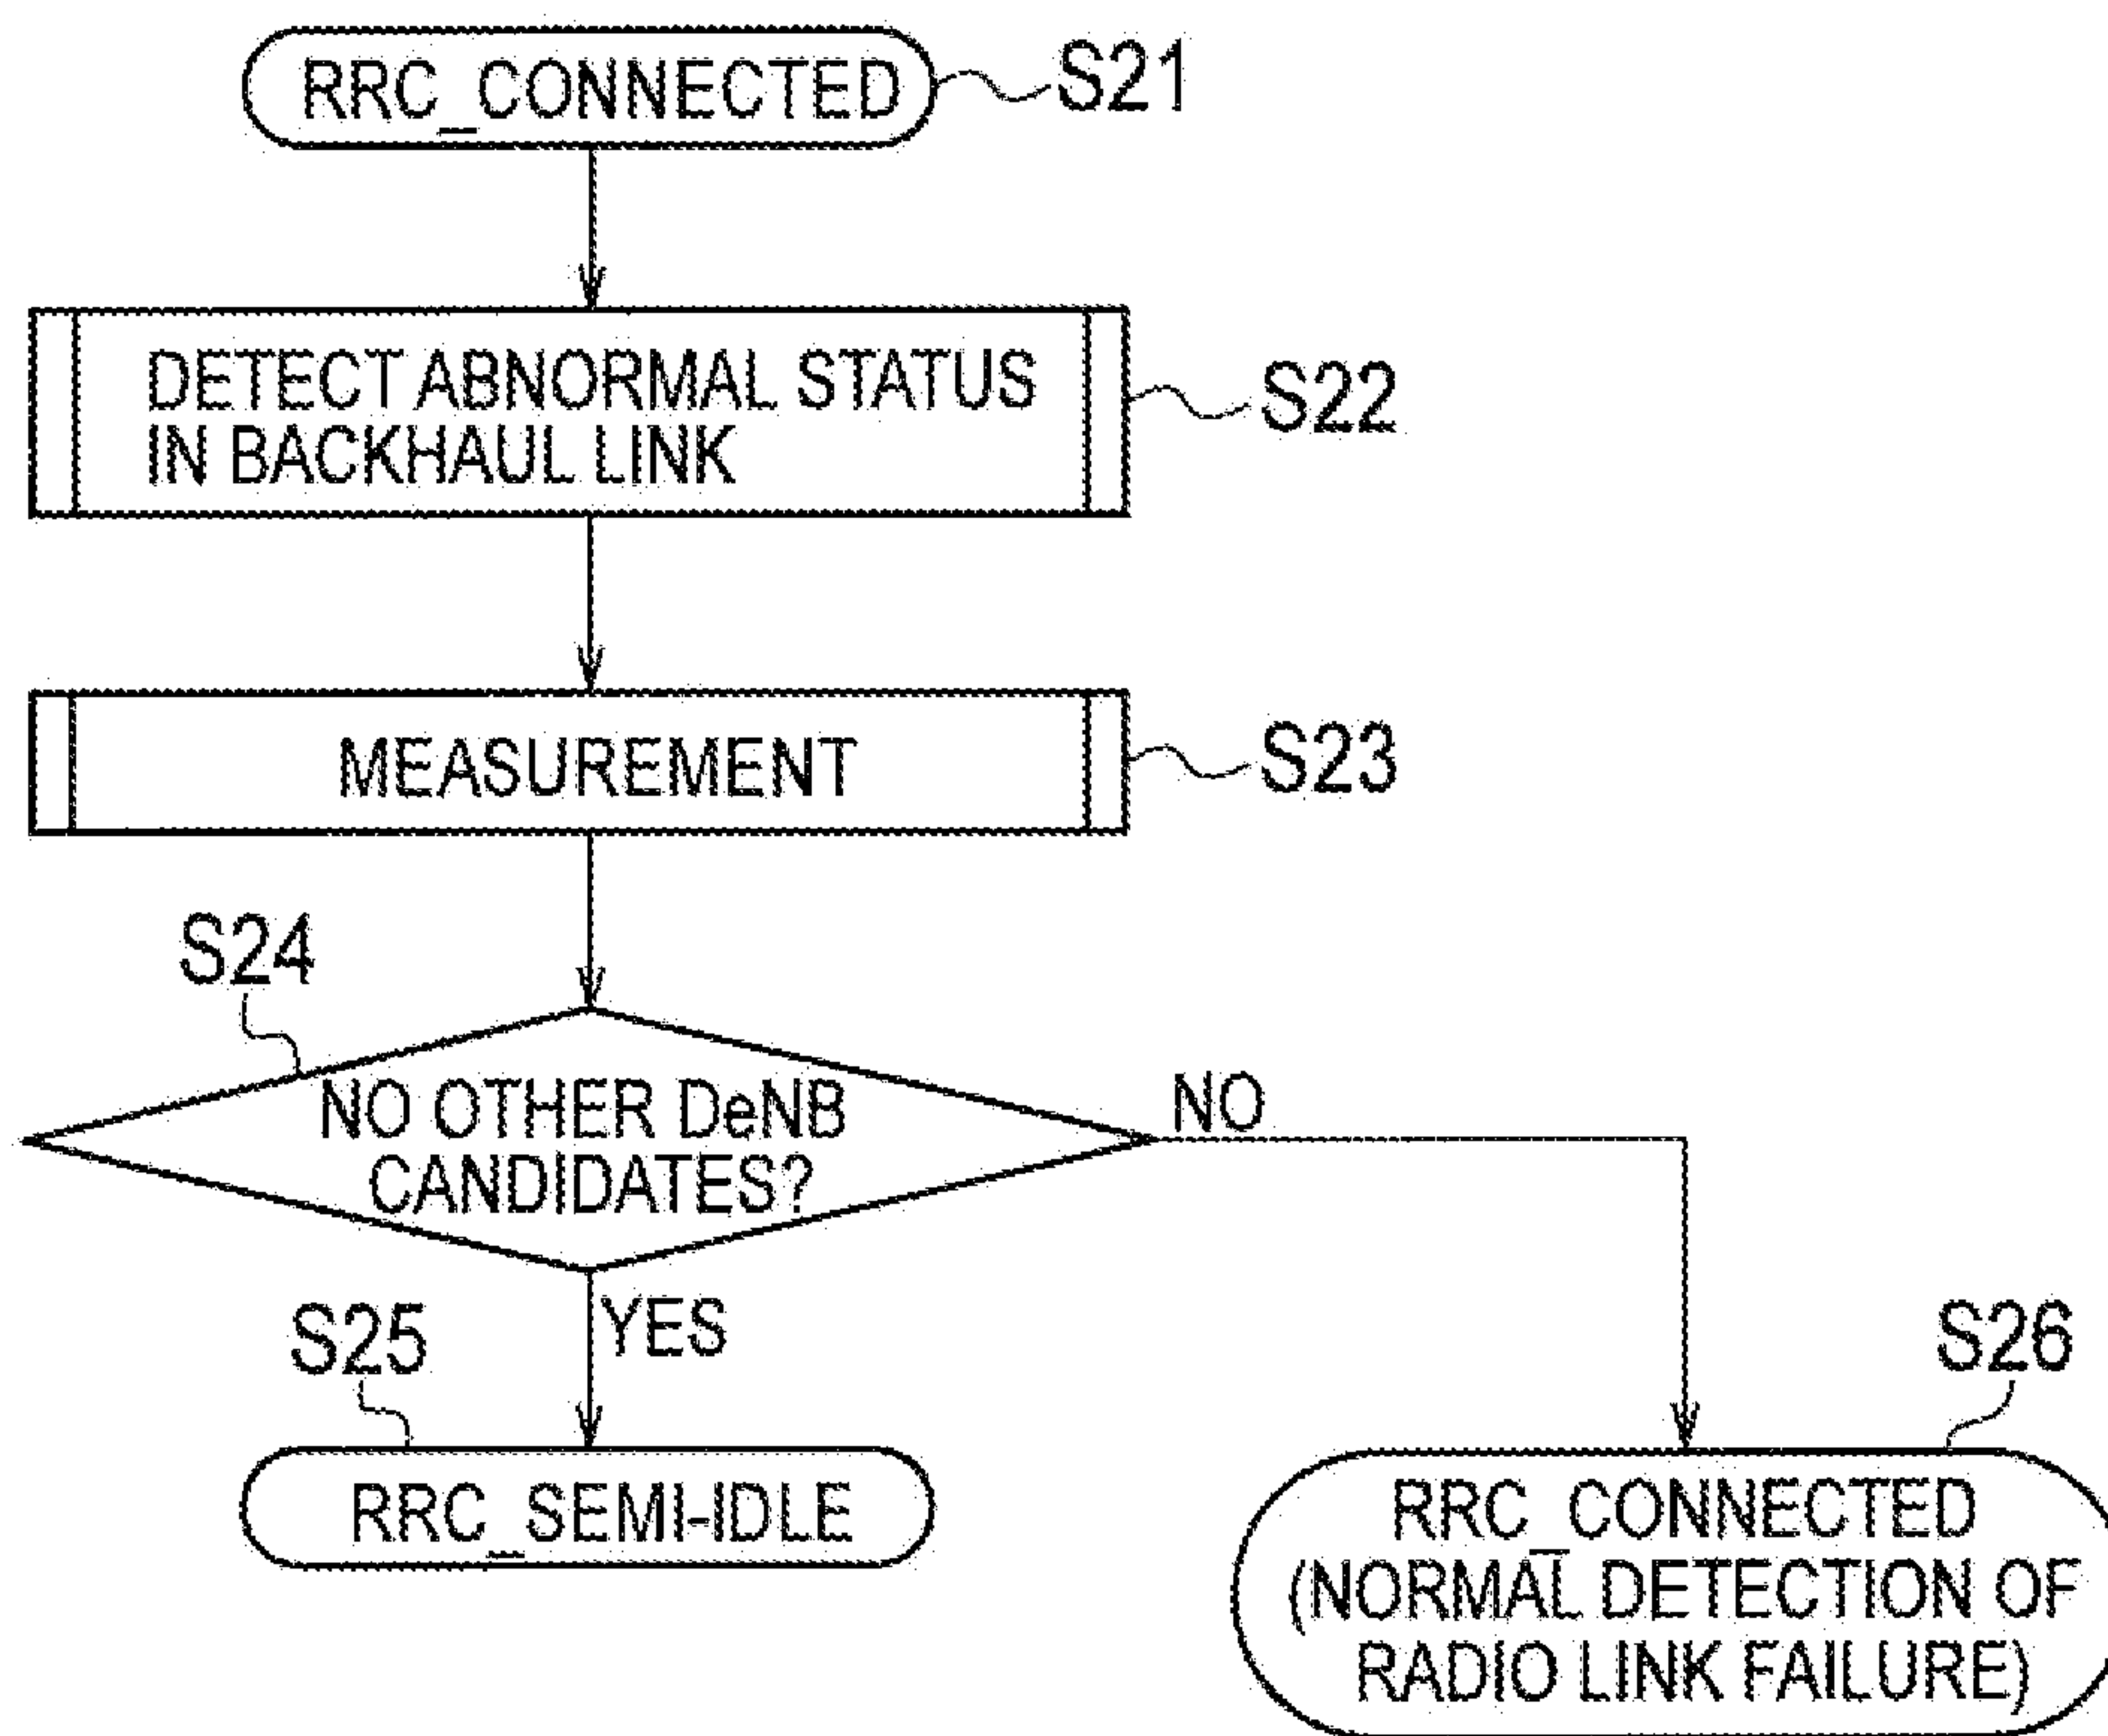 RRC_CONNECTED
S21
DETECT ABNORMAL STATUS
IN BACKHAUL LINK
S22
MEASUREMENT
S23
S24
NO OTHER DeNB
CANDIDATES?
NO
YES
S25
RRC_SEMI-IDLE
S26
RRC_CONNECTED
(NORMAL DETECTION OF
RADIO LINK FAILURE)